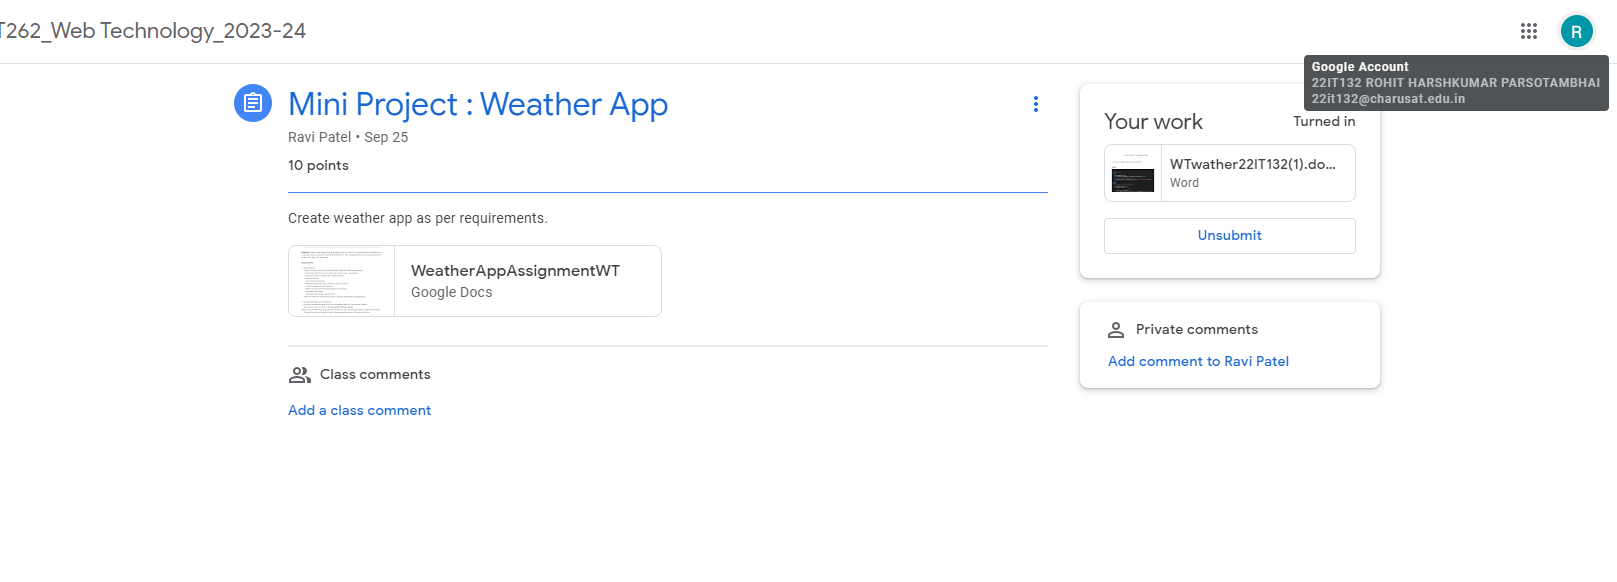 T262_Web Technology_2023-24
R
Google Account
22IT132 ROHIT HARSHKUMAR PARSOTAMBHAI
22it132@charusat.edu.in
Mini Project : Weather App
Ravi Patel • Sep 25
10 points
Create weather app as per requirements.
WeatherAppAssignmentWT
Google Docs
Class comments
Add a class comment
Your work
Turned in
WTwather22IT132(1).do...
Word
Unsubmit
Private comments
Add comment to Ravi Patel